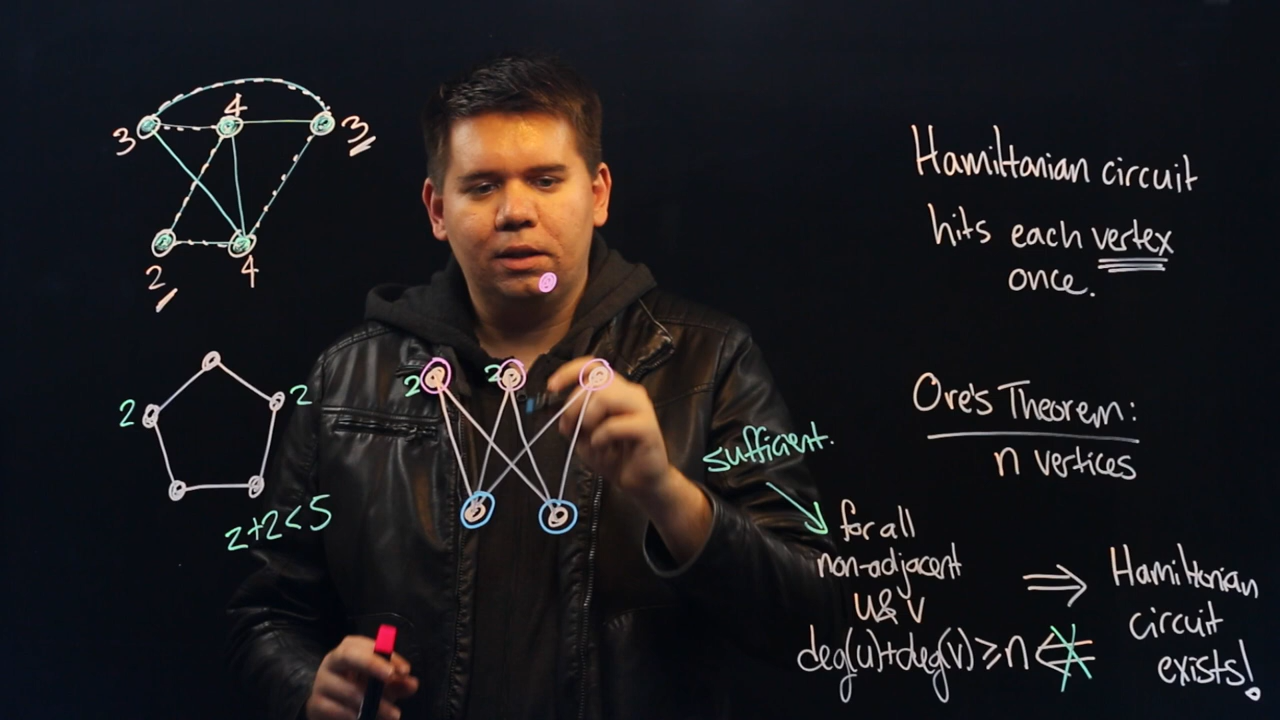 4
3
3
2
4
2
2
2+2<5
2
2
Hamiltonian circuit
hits each vertex
once.
Ore's Theorem:
n vertices
sufficient.
for all
non-adjacent
u & v
deg(u)+deg(v) ≥ n
⇒
⇐
Hamiltonian
circuit
exists!